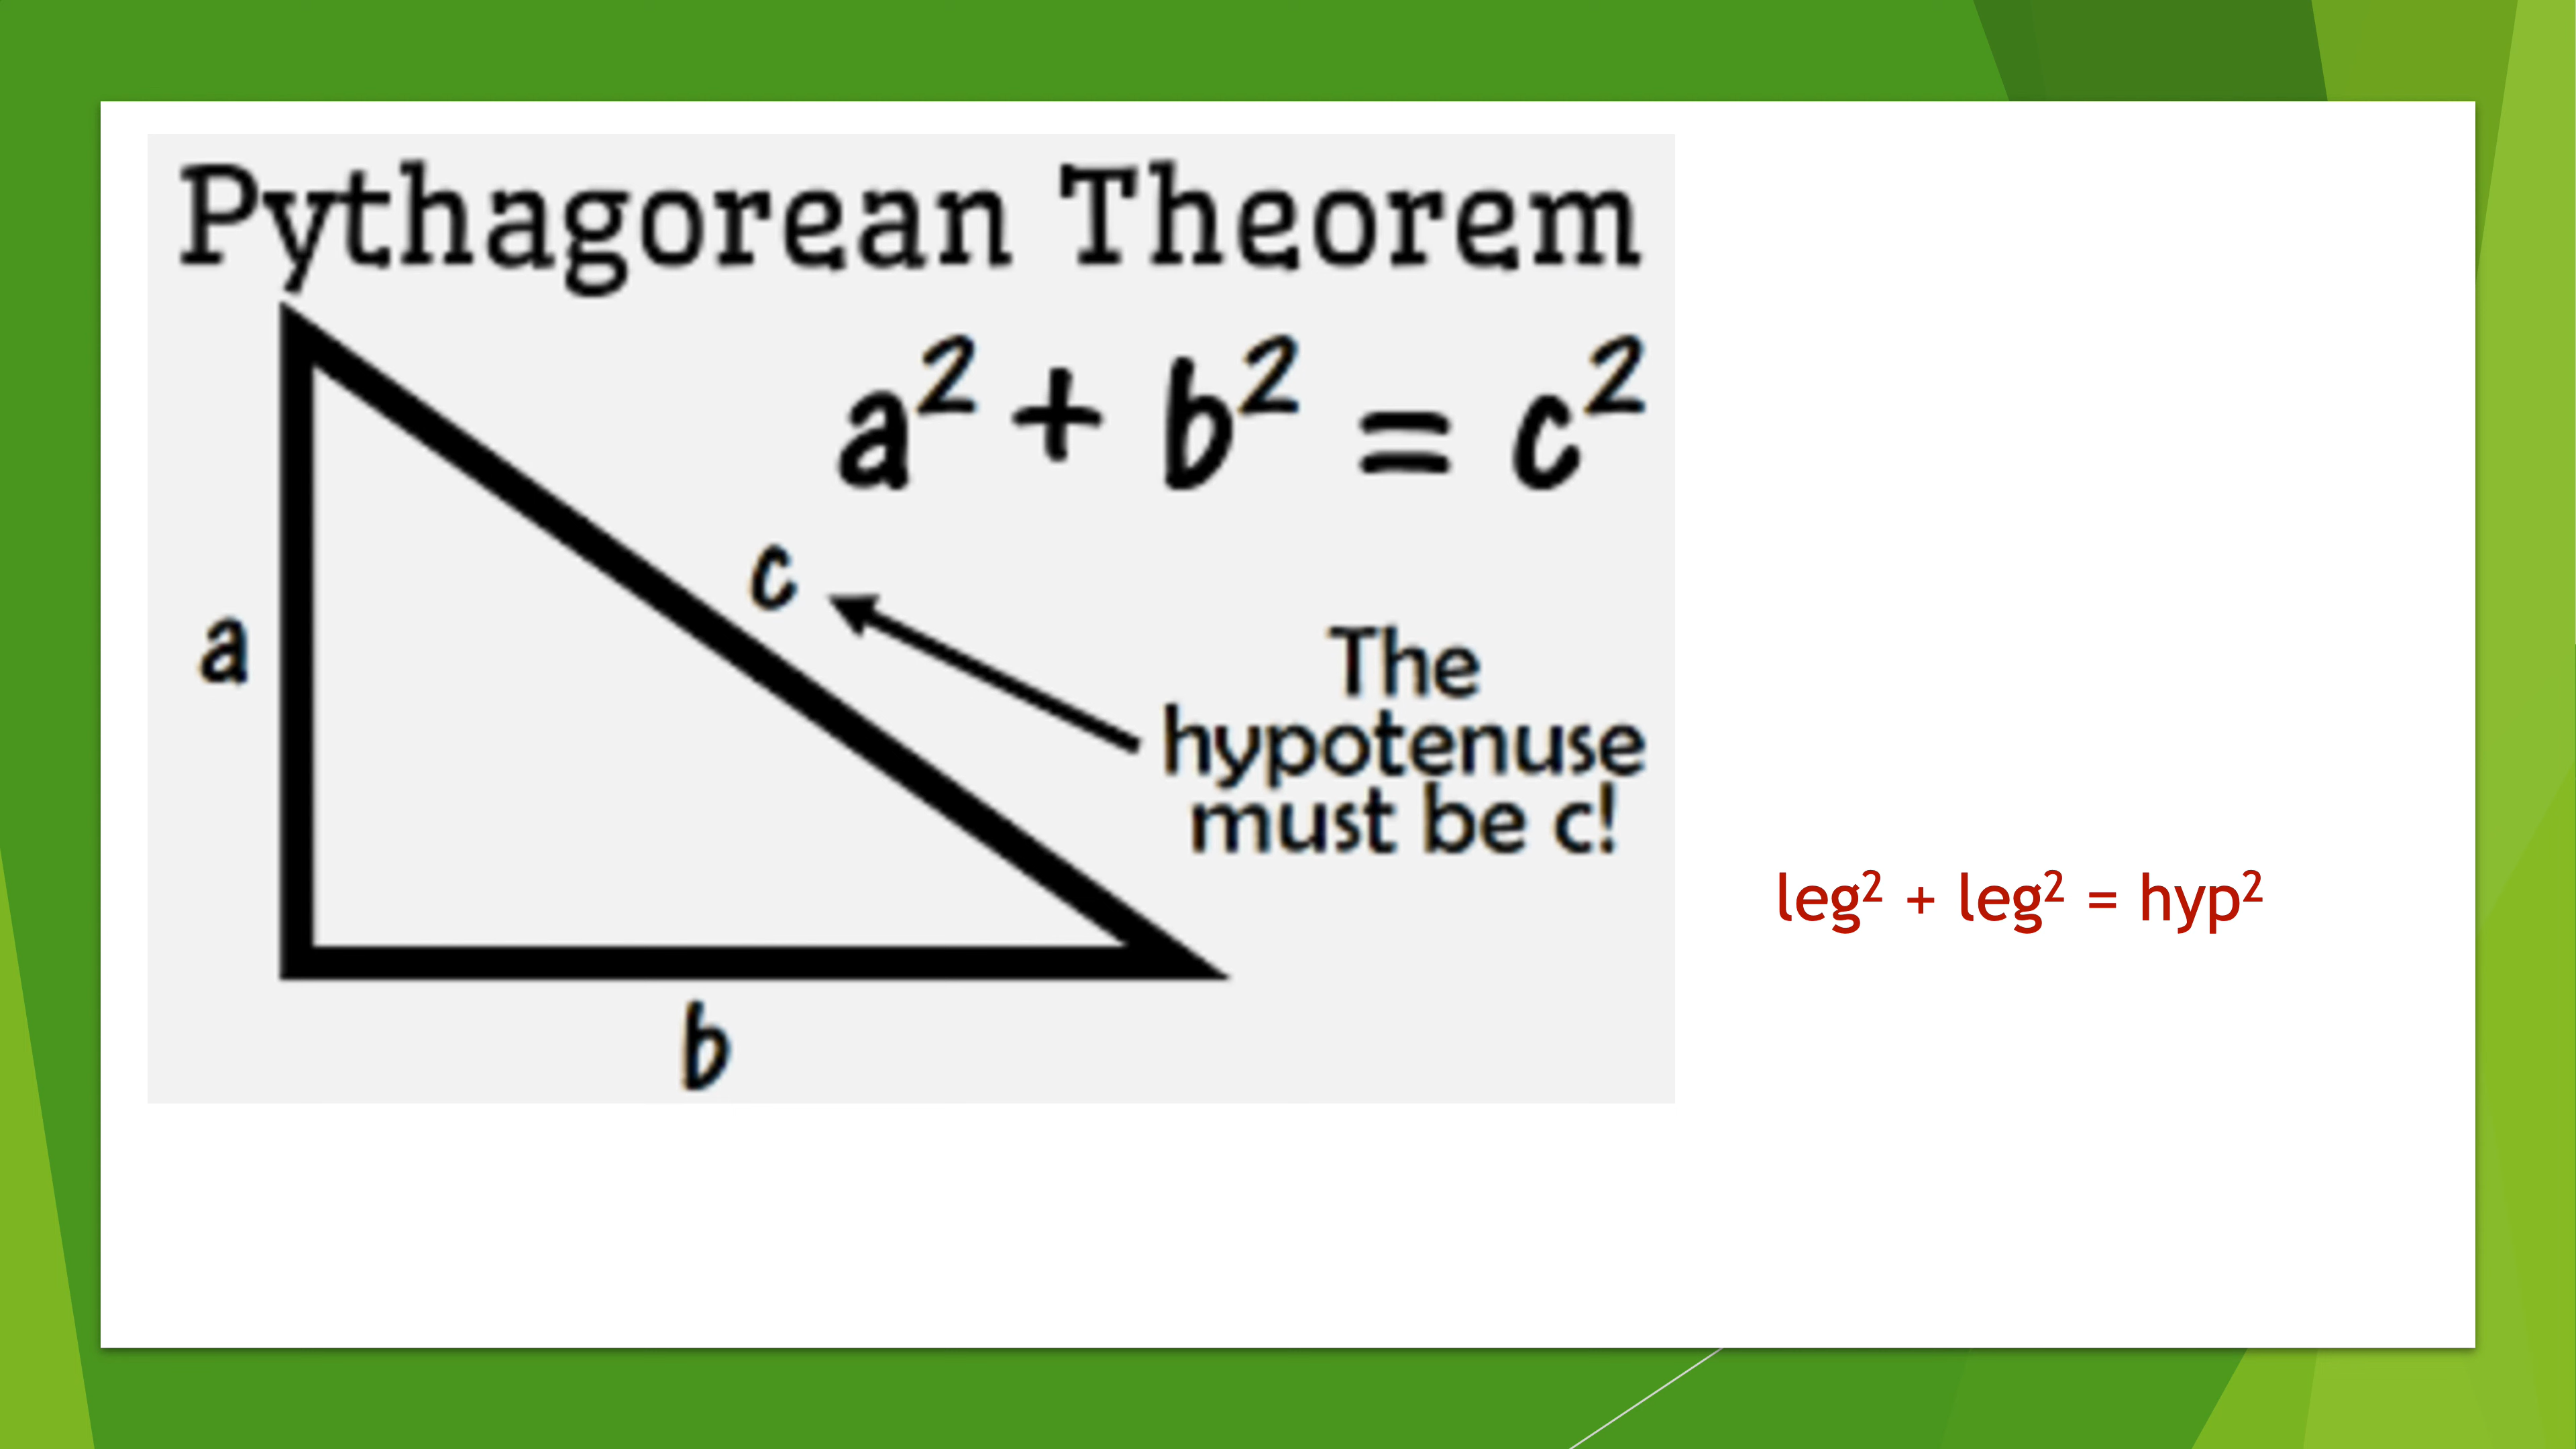 Pythagorean Theorem
a² + b² = c²
c
a
The
hypotenuse
must be c!
b
leg² + leg² = hyp²